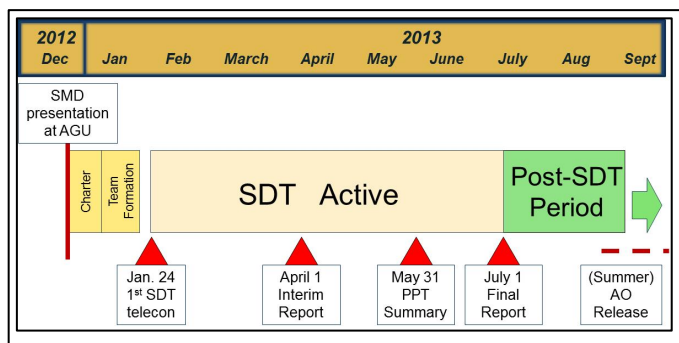 2012
2013
Dec
Jan
Feb
March
April
May
June
July
Aug
Sept
SMD
presentation
at AGU
Charter
Team
Formation
SDT Active
Post-SDT
Period
Jan. 24
1st SDT
telecon
April 1
Interim
Report
May 31
PPT
Summary
July 1
Final
Report
(Summer)
AO
Release